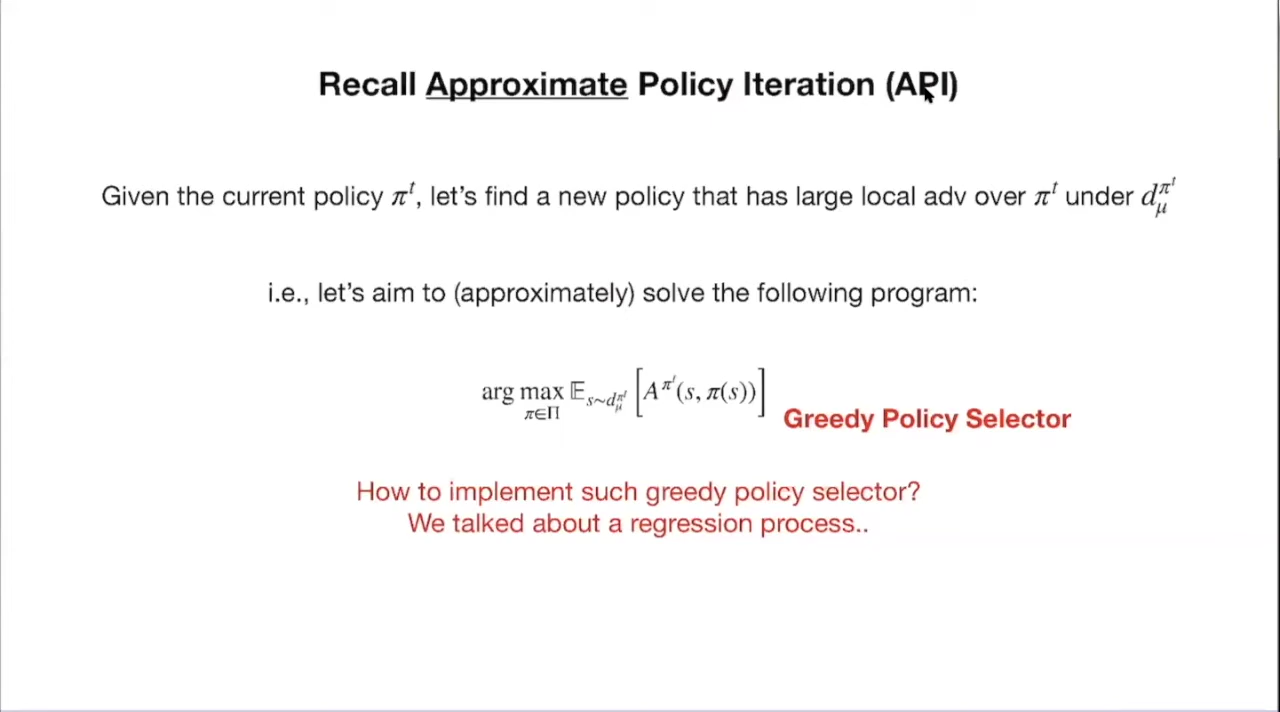 Recall Approximate Policy Iteration (API)
Given the current policy πᵗ, let's find a new policy that has large local adv over πᵗ under d_μ^{π^t}
i.e., let's aim to (approximately) solve the following program:
arg max_{π∈Π} 𝔼_{s∼d_μ^{π^t}} [A^{π^t}(s, π(s))]
Greedy Policy Selector
How to implement such greedy policy selector?
We talked about a regression process..